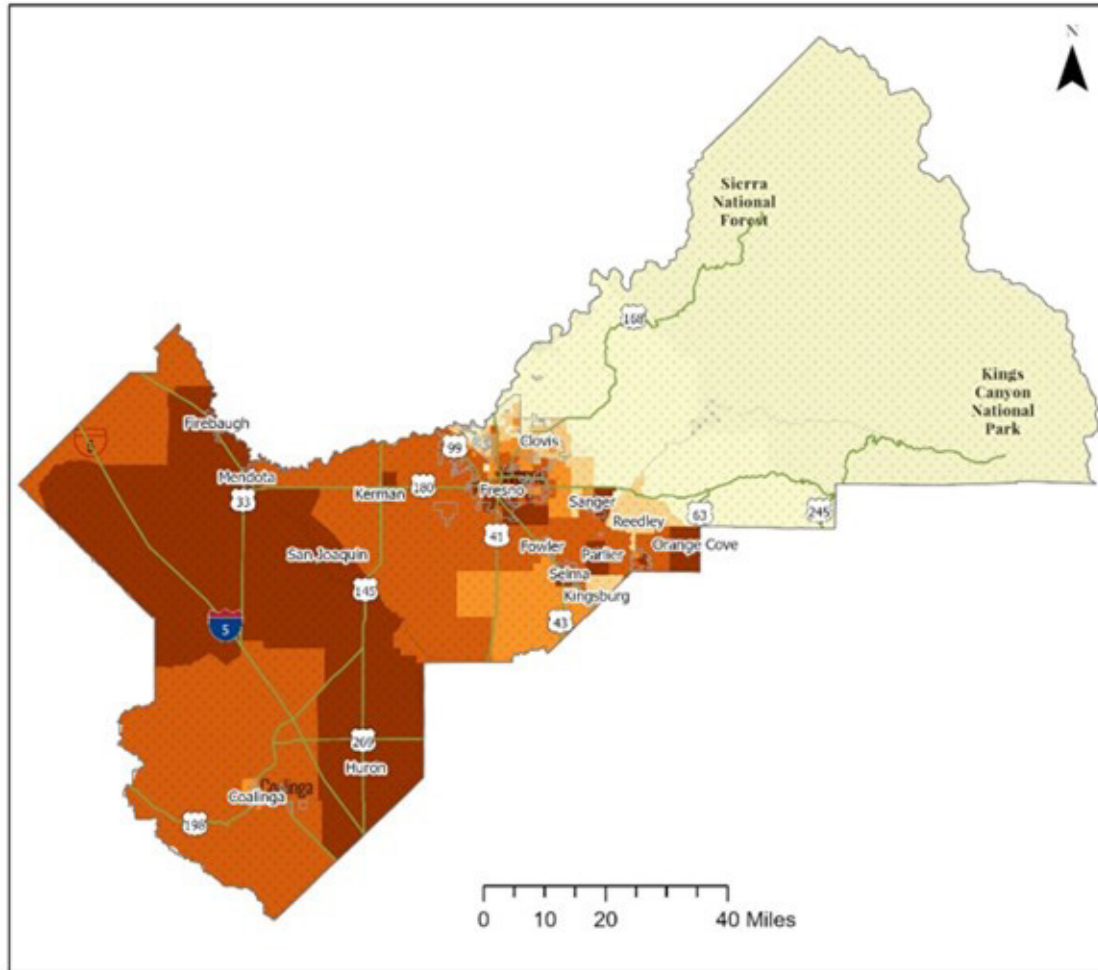 N
Sierra
National
Forest
168
Kings
Canyon
National
Park
5
Firebaugh
99
Clovis
Mendota
33
Kerman
180
Fresno
Sanger
63
245
Reedley
41
San Joaquin
Fowler
Parlier
Orange Cove
145
Selma
Kingsburg
43
5
269
Huron
Coalinga
Coalinga
198
0 10 20 40 Miles